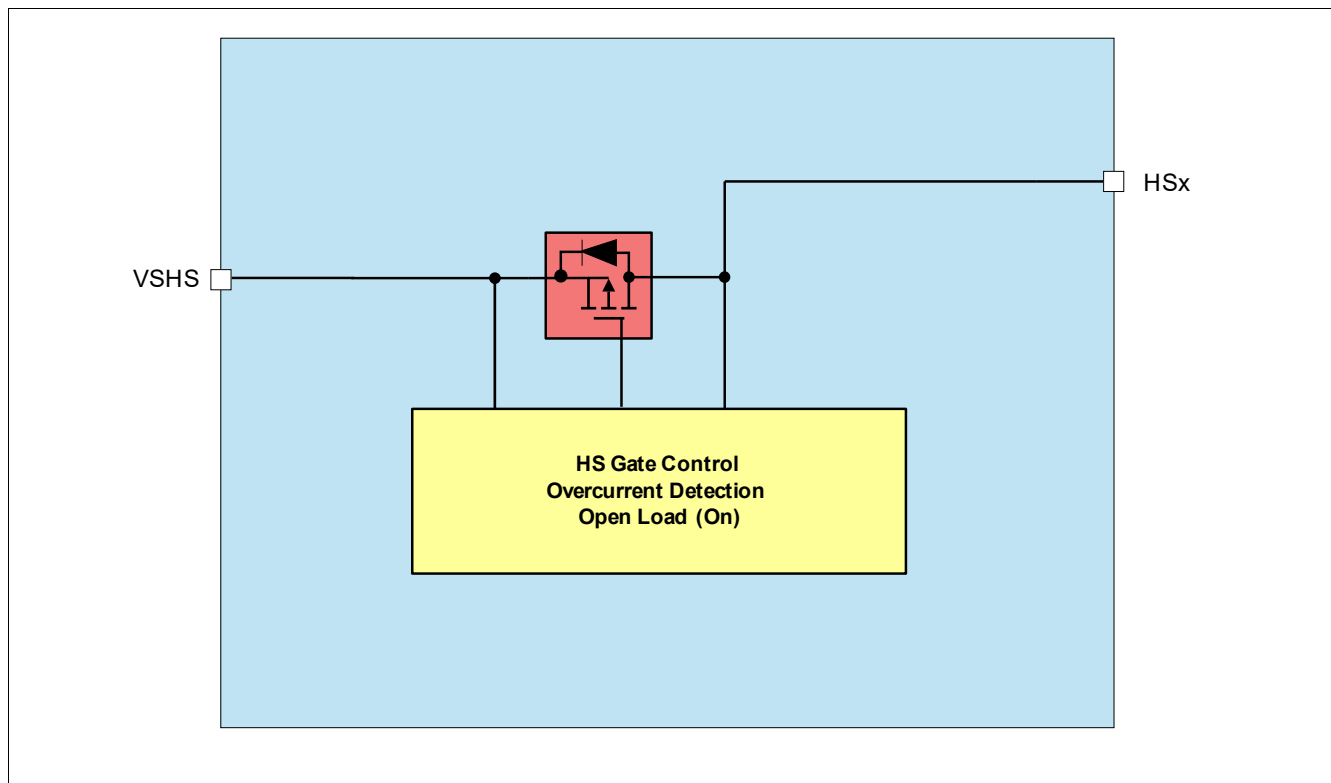 HSx
VSHS
HS Gate Control
Overcurrent Detection
Open Load (On)